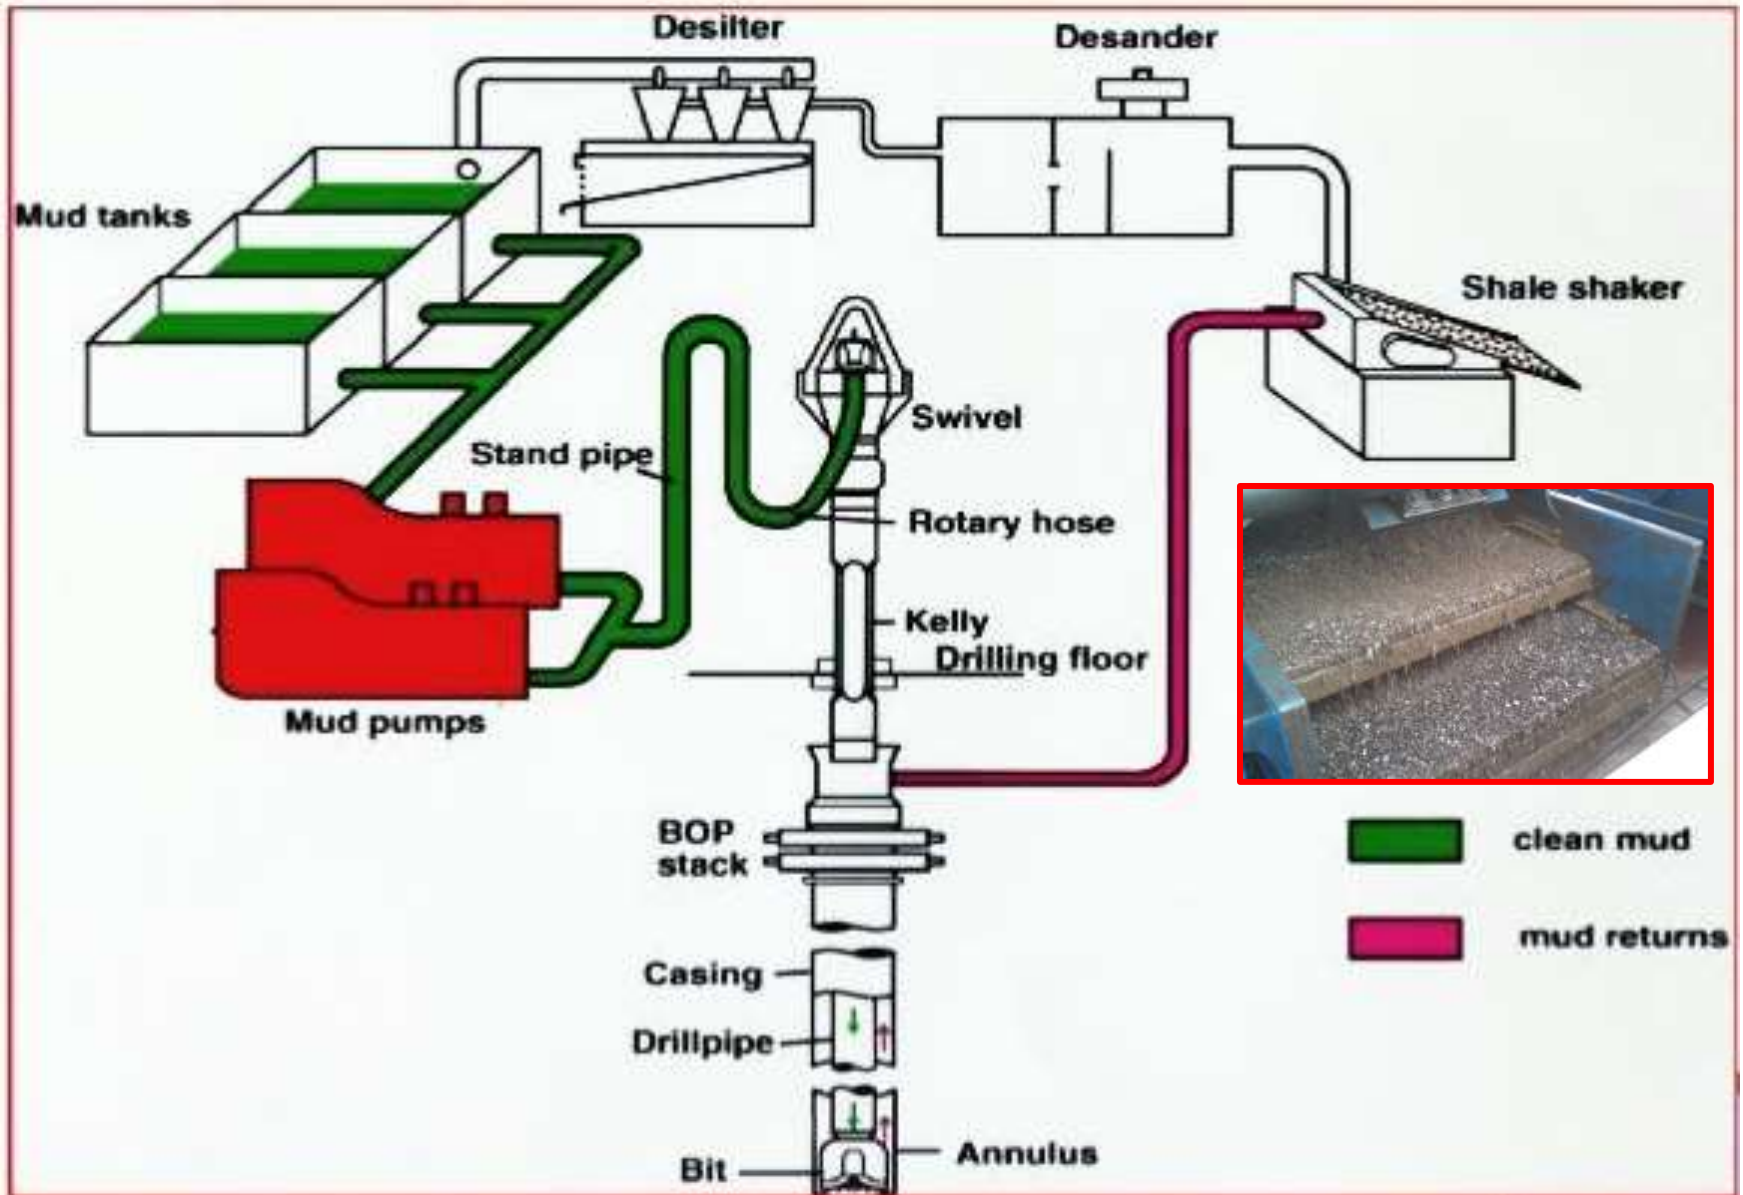 Desilter
Desander
Mud tanks
Shale shaker
Swivel
Stand pipe
Rotary hose
Kelly
Drilling floor
Mud pumps
BOP
stack
clean mud
mud returns
Casing
Drillpipe
Annulus
Bit